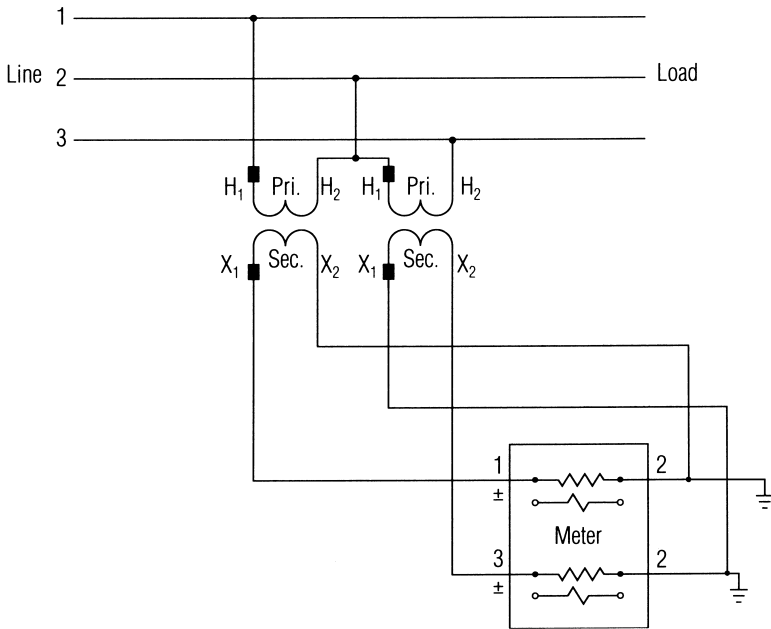 1
Line 2 Load
3
H₁ Pri. H₂ H₁ Pri. H₂
X₁ Sec. X₂ X₁ Sec. X₂
1 2
±
Meter
3 2
±